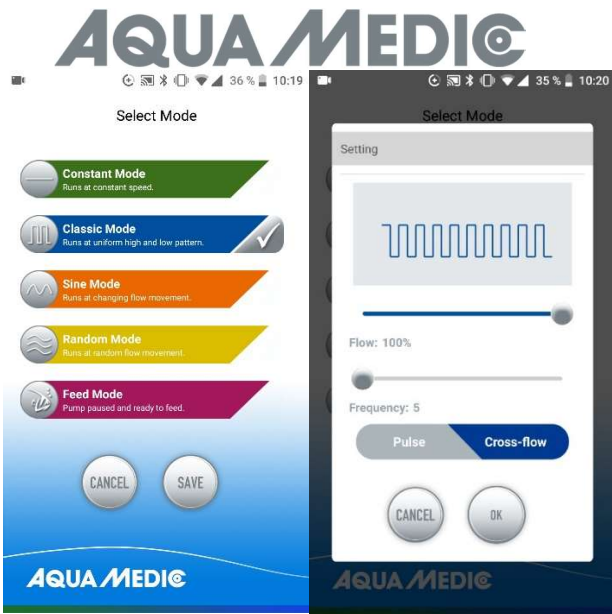 AQUA MEDIC
36 % 10:19
Select Mode
Constant Mode
Runs at constant speed.
Classic Mode
Runs at uniform high and low pattern.
Sine Mode
Runs at changing flow movement.
Random Mode
Runs at random flow movement.
Feed Mode
Pump paused and ready to feed.
CANCEL SAVE
AQUA MEDIC
35 % 10:20
Select Mode
Setting
Flow: 100%
Frequency: 5
Pulse Cross-flow
CANCEL OK
AQUA MEDIC